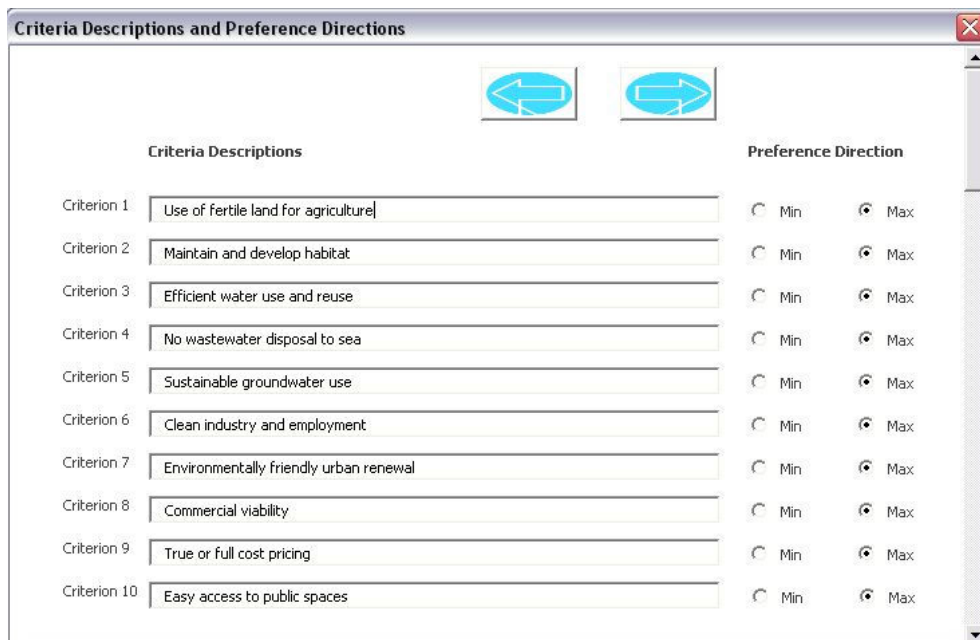 Criteria Descriptions and Preference Directions
Criteria Descriptions Preference Direction
Criterion 1 Use of fertile land for agriculture Min Max
Criterion 2 Maintain and develop habitat Min Max
Criterion 3 Efficient water use and reuse Min Max
Criterion 4 No wastewater disposal to sea Min Max
Criterion 5 Sustainable groundwater use Min Max
Criterion 6 Clean industry and employment Min Max
Criterion 7 Environmentally friendly urban renewal Min Max
Criterion 8 Commercial viability Min Max
Criterion 9 True or full cost pricing Min Max
Criterion 10 Easy access to public spaces Min Max